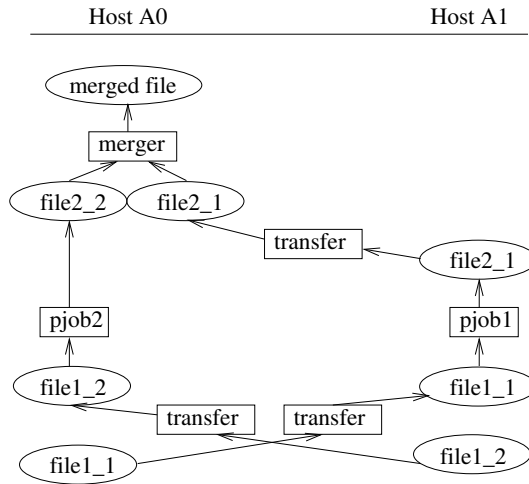 Host A0
Host A1
merged file
merger
file2_2
file2_1
transfer
file2_1
pjob2
pjob1
file1_2
file1_1
transfer
transfer
file1_1
file1_2